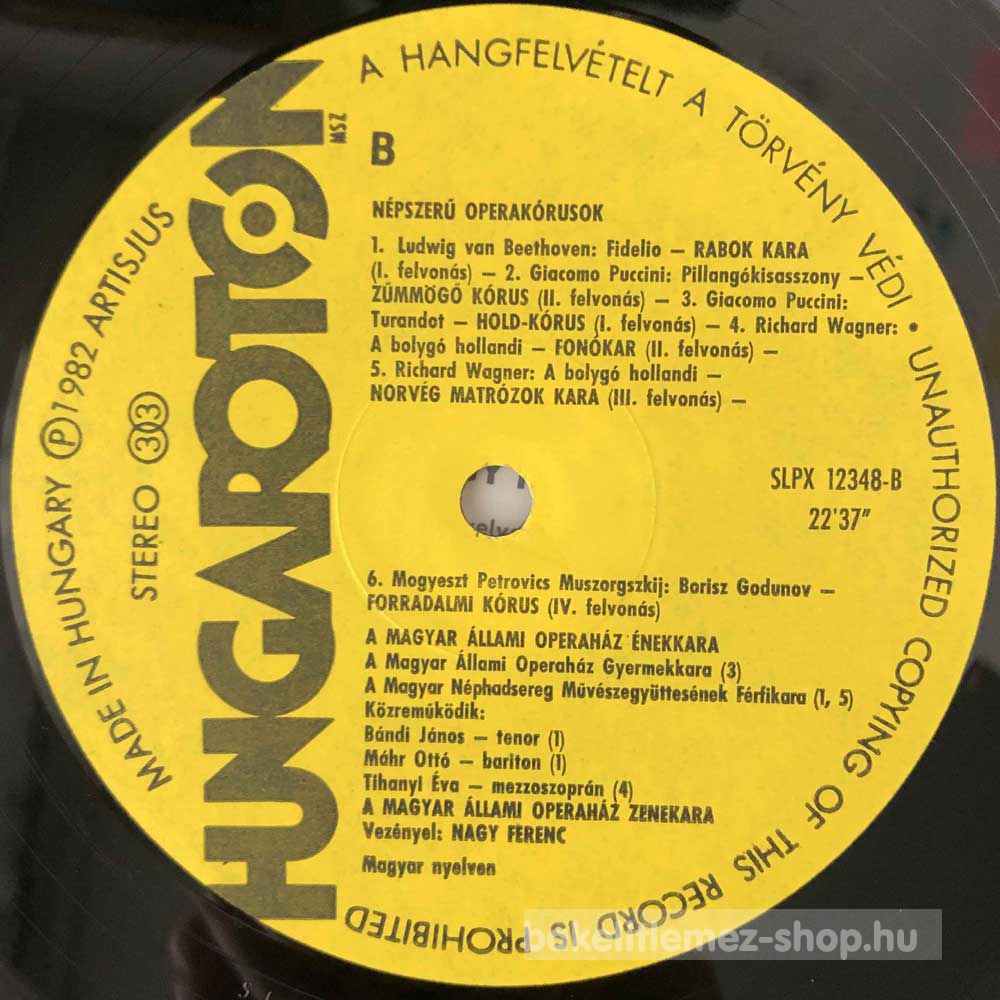 A HANGFELVÉTELT A TÖRVÉNY VÉDI • UNAUTHORIZED COPYING OF THIS RECORD IS PROHIBITED
MADE IN HUNGARY Ⓟ 1982 ARTISJUS
STEREO 33
HUNGAROTON
MSZ
B
NÉPSZERŰ OPERAKÓRUSOK
1. Ludwig van Beethoven: Fidelio – RABOK KARA
(I. felvonás) – 2. Giacomo Puccini: Pillangókisasszony –
ZÜMMÖGŐ KÓRUS (II. felvonás) – 3. Giacomo Puccini:
Turandot – HOLD-KÓRUS (I. felvonás) – 4. Richard Wagner:
A bolygó hollandi – FONÓKAR (II. felvonás) –
5. Richard Wagner: A bolygó hollandi –
NORVÉG MATRÓZOK KARA (III. felvonás) –
SLPX 12348-B
22'37"
6. Mogyeszt Petrovics Muszorgszkij: Borisz Godunov –
FORRADALMI KÓRUS (IV. felvonás)
A MAGYAR ÁLLAMI OPERAHÁZ ÉNEKKARA
A Magyar Állami Operaház Gyermekkara (3)
A Magyar Néphadsereg Művészegyüttesének Férfikara (1, 5)
Közreműködik:
Bándi János – tenor (1)
Máhr Ottó – bariton (1)
Tihanyi Éva – mezzoszoprán (4)
A MAGYAR ÁLLAMI OPERAHÁZ ZENEKARA
Vezényel: NAGY FERENC
Magyar nyelven
bakelitlemez-shop.hu